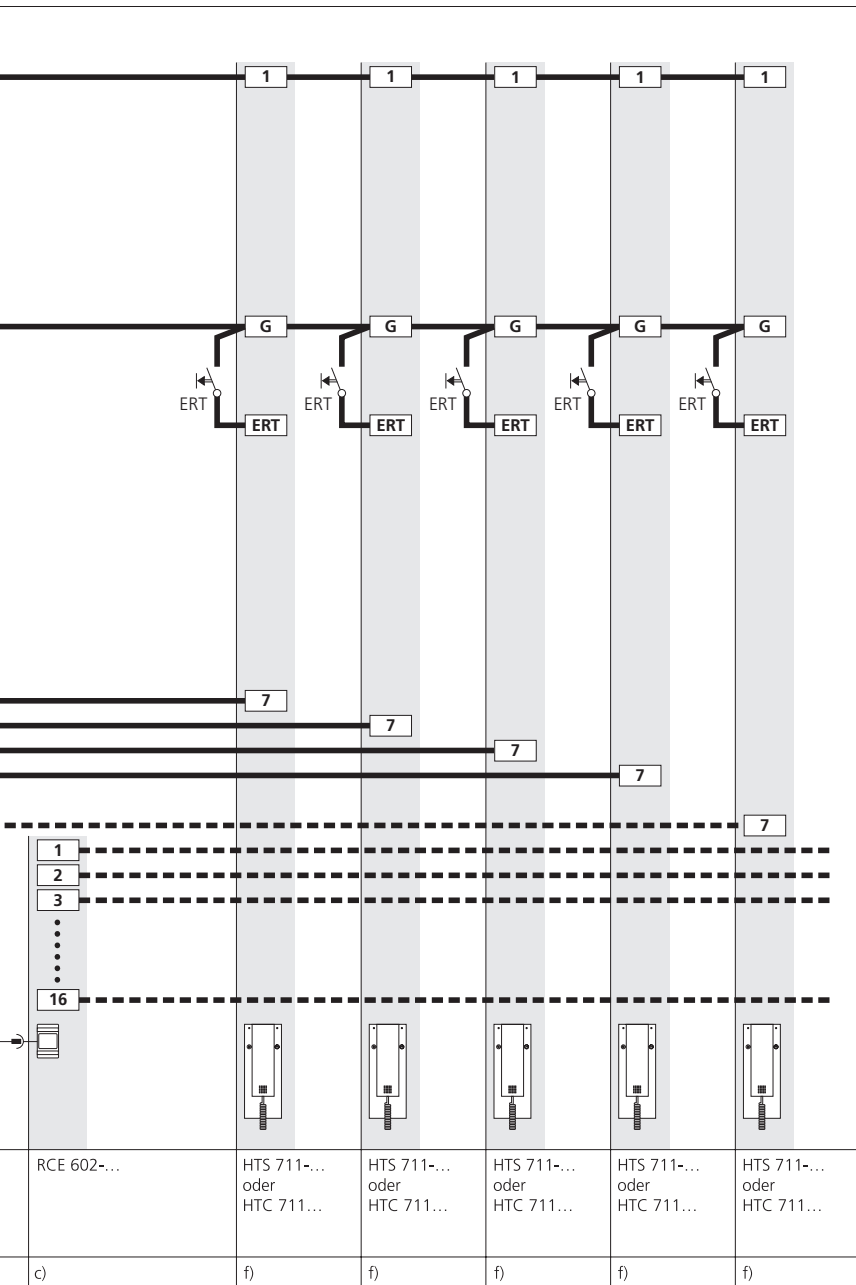 1 1 1 1 1
G G G G G
ERT ERT ERT ERT ERT
ERT ERT ERT ERT ERT
7
7
7
7
7
1
2
3
16
RCE 602-...
HTS 711-...
oder
HTC 711...
HTS 711-...
oder
HTC 711...
HTS 711-...
oder
HTC 711...
HTS 711-...
oder
HTC 711...
HTS 711-...
oder
HTC 711...
c) f) f) f) f) f)